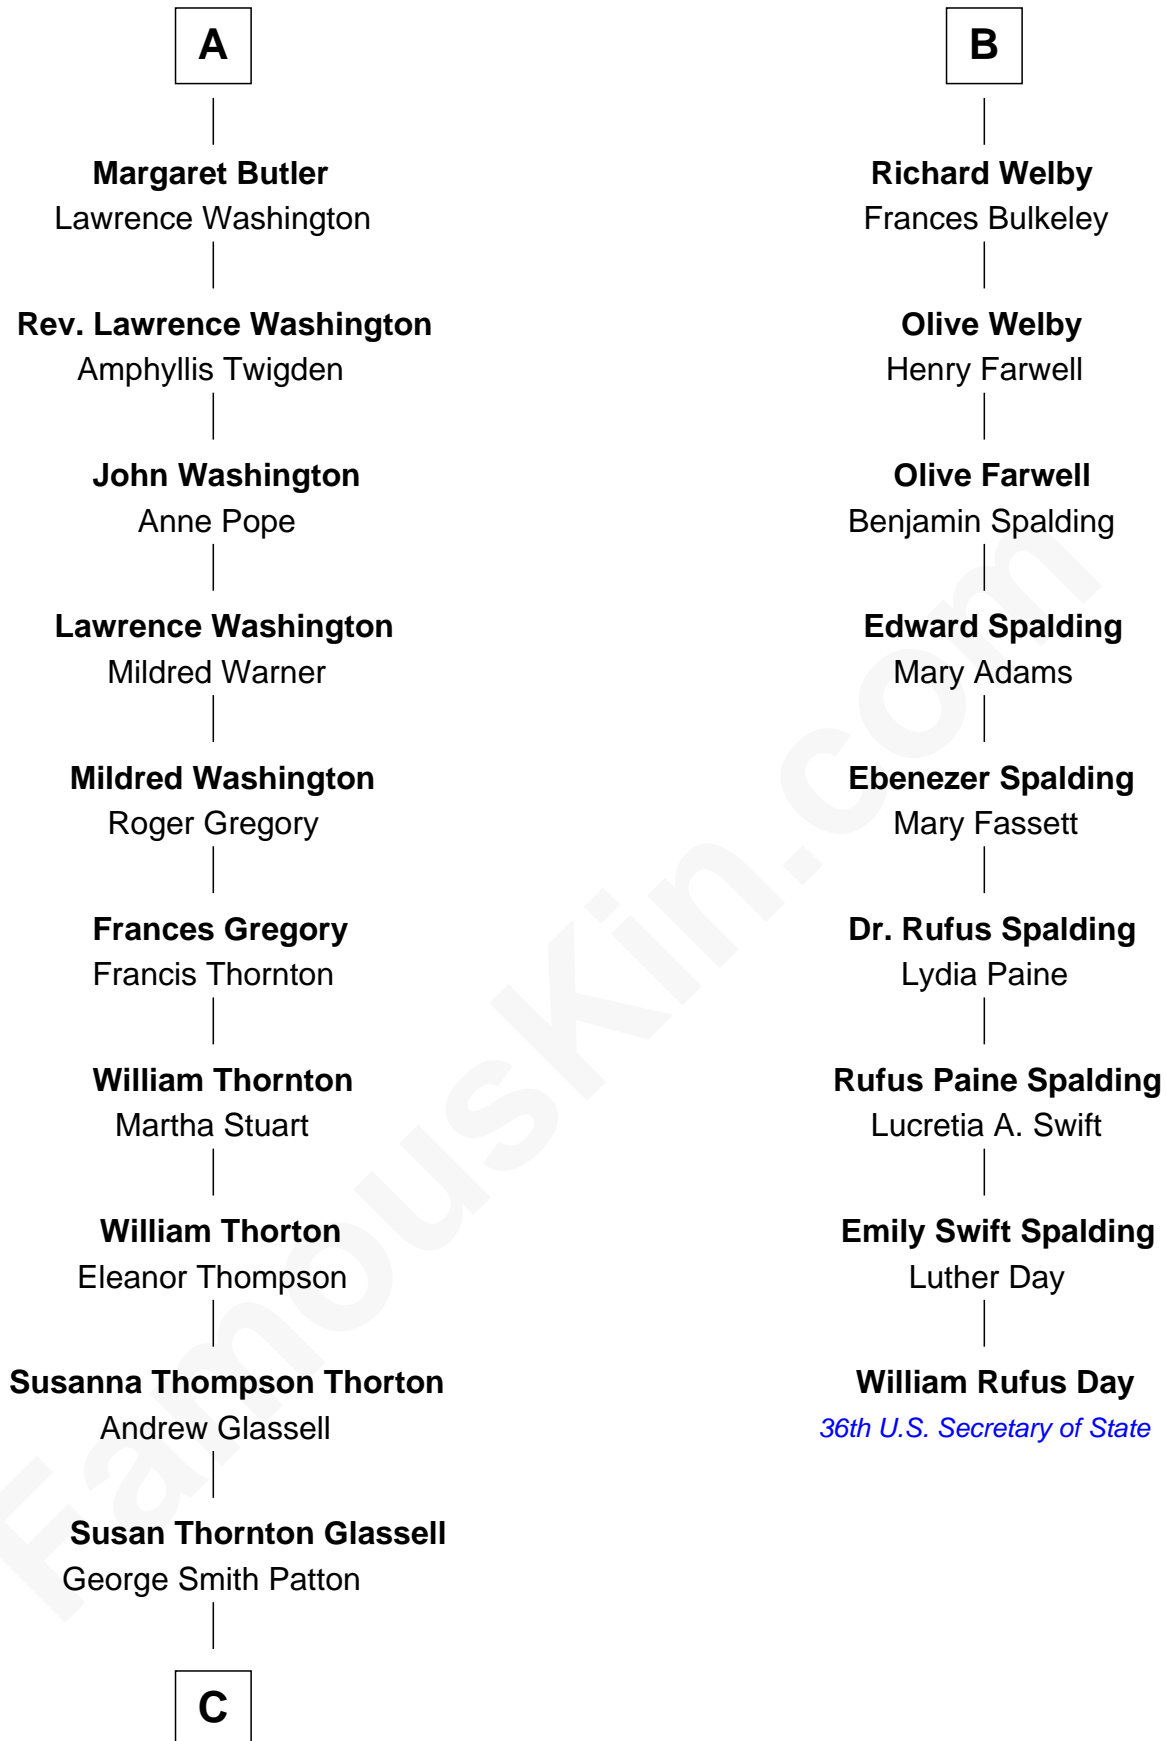 A
Margaret Butler
Lawrence Washington
Rev. Lawrence Washington
Amphyllis Twigden
John Washington
Anne Pope
Lawrence Washington
Mildred Warner
Mildred Washington
Roger Gregory
Frances Gregory
Francis Thornton
William Thornton
Martha Stuart
William Thorton
Eleanor Thompson
Susanna Thompson Thorton
Andrew Glassell
Susan Thornton Glassell
George Smith Patton
C
B
Richard Welby
Frances Bulkeley
Olive Welby
Henry Farwell
Olive Farwell
Benjamin Spalding
Edward Spalding
Mary Adams
Ebenezer Spalding
Mary Fassett
Dr. Rufus Spalding
Lydia Paine
Rufus Paine Spalding
Lucretia A. Swift
Emily Swift Spalding
Luther Day
William Rufus Day
36th U.S. Secretary of State
FamousKin.com